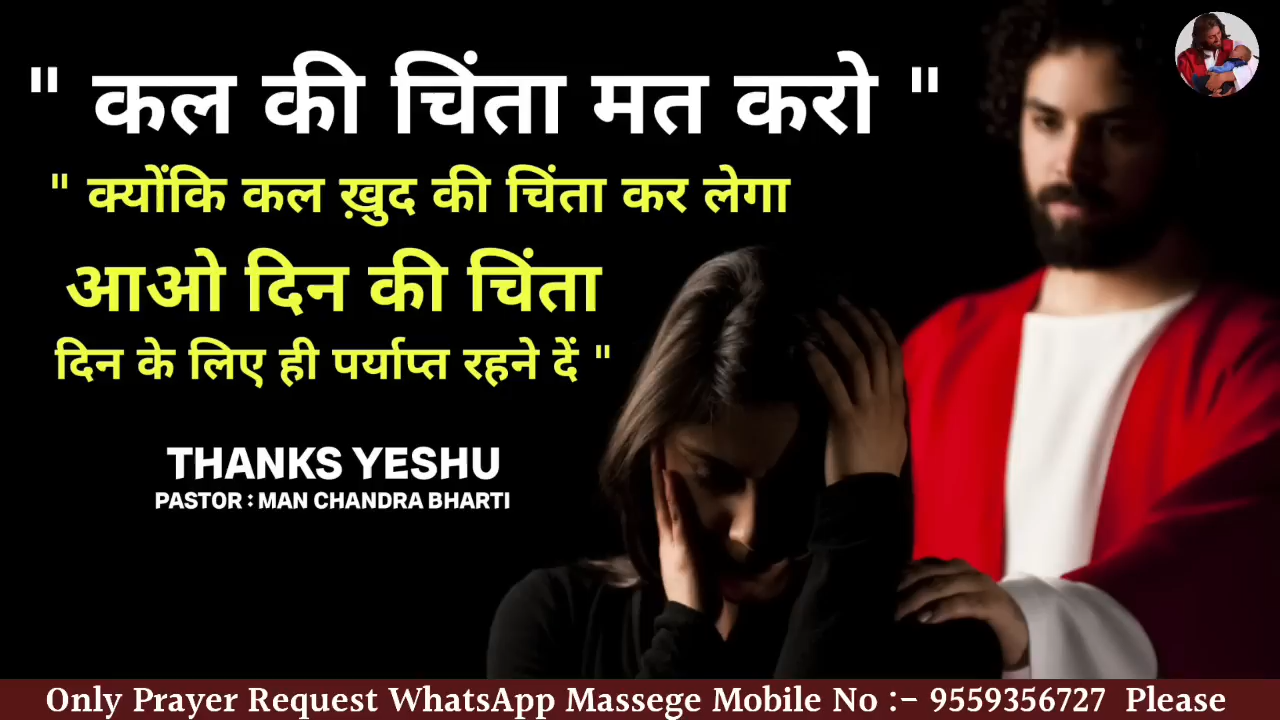 " कल की चिंता मत करो "
" क्योंकि कल ख़ुद की चिंता कर लेगा
आओ दिन की चिंता
दिन के लिए ही पर्याप्त रहने दें "
THANKS YESHU
PASTOR : MAN CHANDRA BHARTI
Only Prayer Request WhatsApp Massege Mobile No :- 9559356727 Please